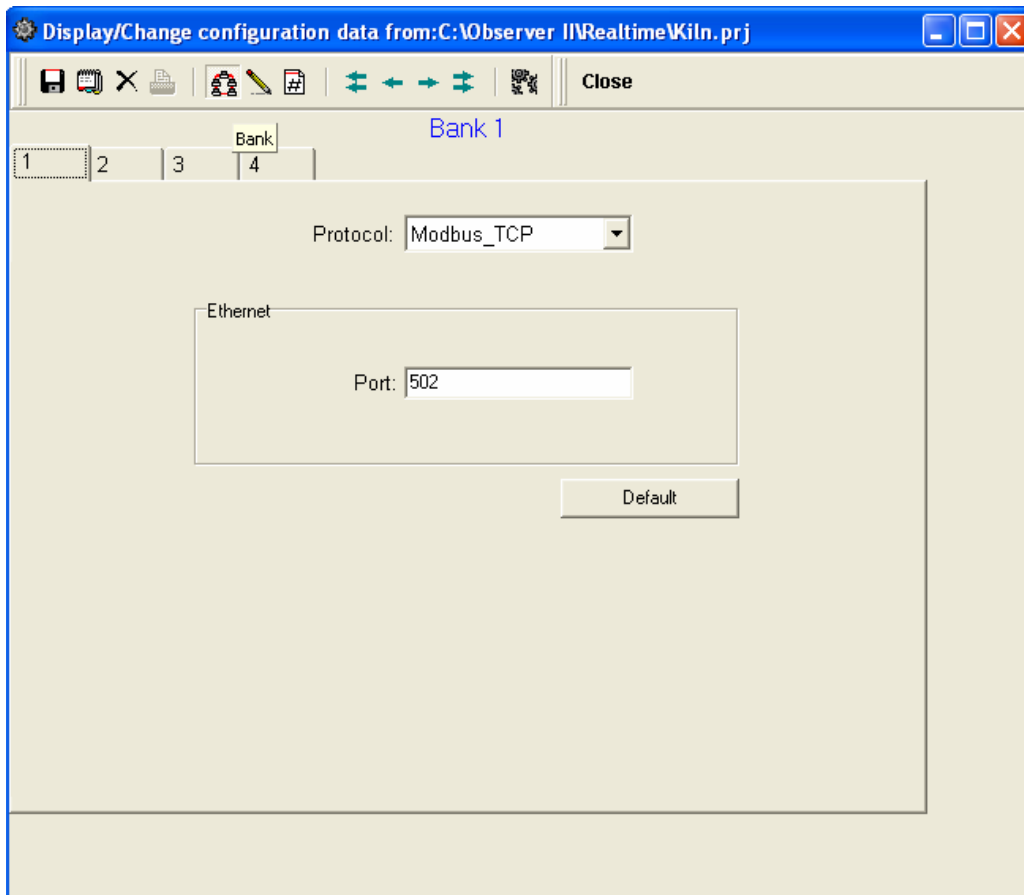 Display/Change configuration data from:C:\Observer II\Realtime\Kiln.prj
Close
Bank 1
Bank
1 2 3 4
Protocol: Modbus_TCP
Ethernet
Port: 502
Default